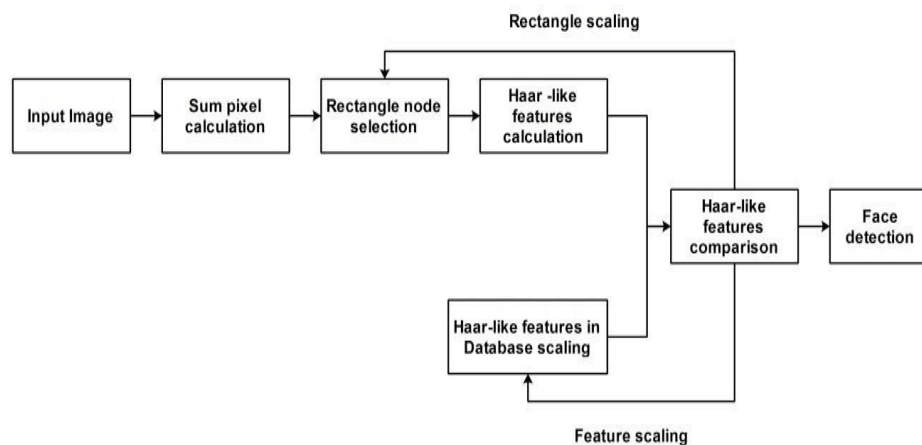 Rectangle scaling
Input Image
Sum pixel
calculation
Rectangle node
selection
Haar -like
features
calculation
Haar-like
features
comparison
Face
detection
Haar-like features in
Database scaling
Feature scaling